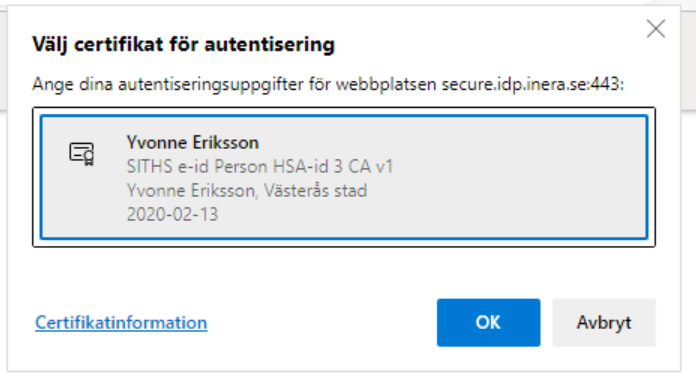 Välj certifikat för autentisering
Ange dina autentiseringsuppgifter för webbplatsen secure.idp.inera.se:443:
Yvonne Eriksson
SITHS e-id Person HSA-id 3 CA v1
Yvonne Eriksson, Västerås stad
2020-02-13
Certifikatinformation
OK
Avbryt